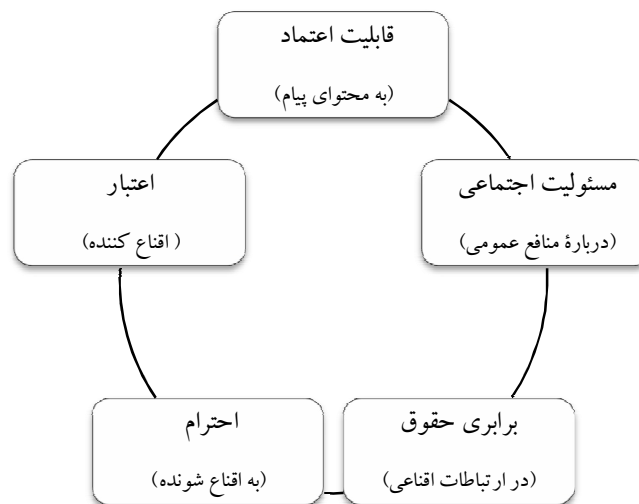 قابلیت اعتماد
(به محتوای پیام)
مسئولیت اجتماعی
(دربارۀ منافع عمومی)
برابری حقوق
(در ارتباطات اقناعی)
احترام
(به اقناع شونده)
اعتبار
( اقناع کننده)